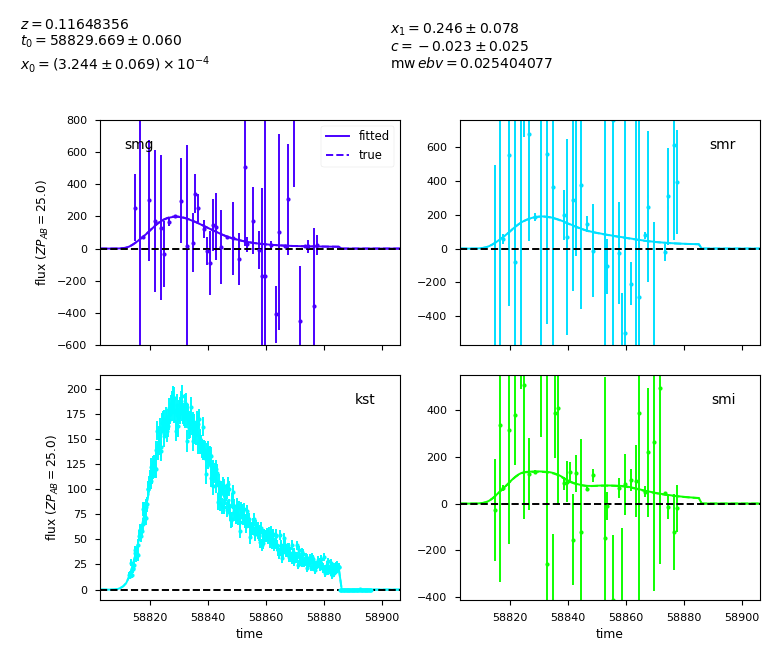 z = 0.11648356
t₀ = 58829.669 ± 0.060
x₀ = (3.244 ± 0.069) × 10⁻⁴
x₁ = 0.246 ± 0.078
c = −0.023 ± 0.025
mw ebv = 0.025404077
smg
fitted
true
800
600
400
200
0
−200
−400
−600
flux (ZP_AB = 25.0)
smr
600
400
200
0
−200
−400
kst
200
175
150
125
100
75
50
25
0
flux (ZP_AB = 25.0)
58820 58840 58860 58880 58900
time
smi
400
200
0
−200
−400
58820 58840 58860 58880 58900
time